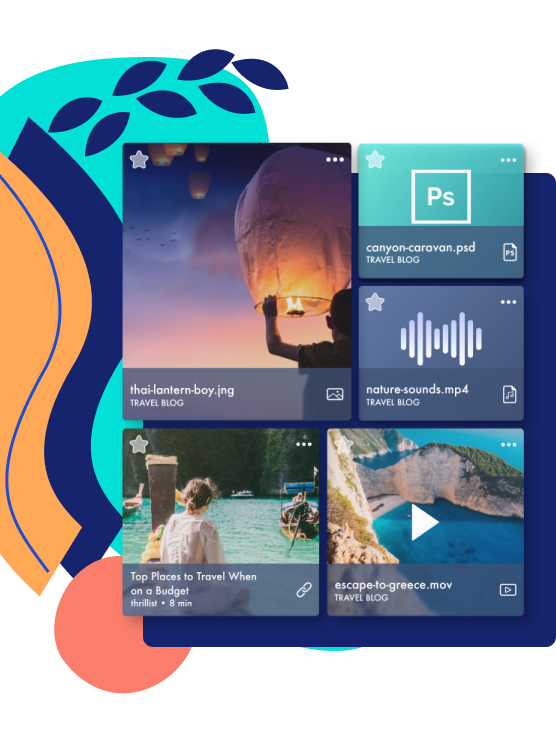 thai-lantern-boy.jng
TRAVEL BLOG
Ps
canyon-caravan.psd
TRAVEL BLOG
PS
nature-sounds.mp4
TRAVEL BLOG
Top Places to Travel When
on a Budget
thrillist • 8 min
escape-to-greece.mov
TRAVEL BLOG